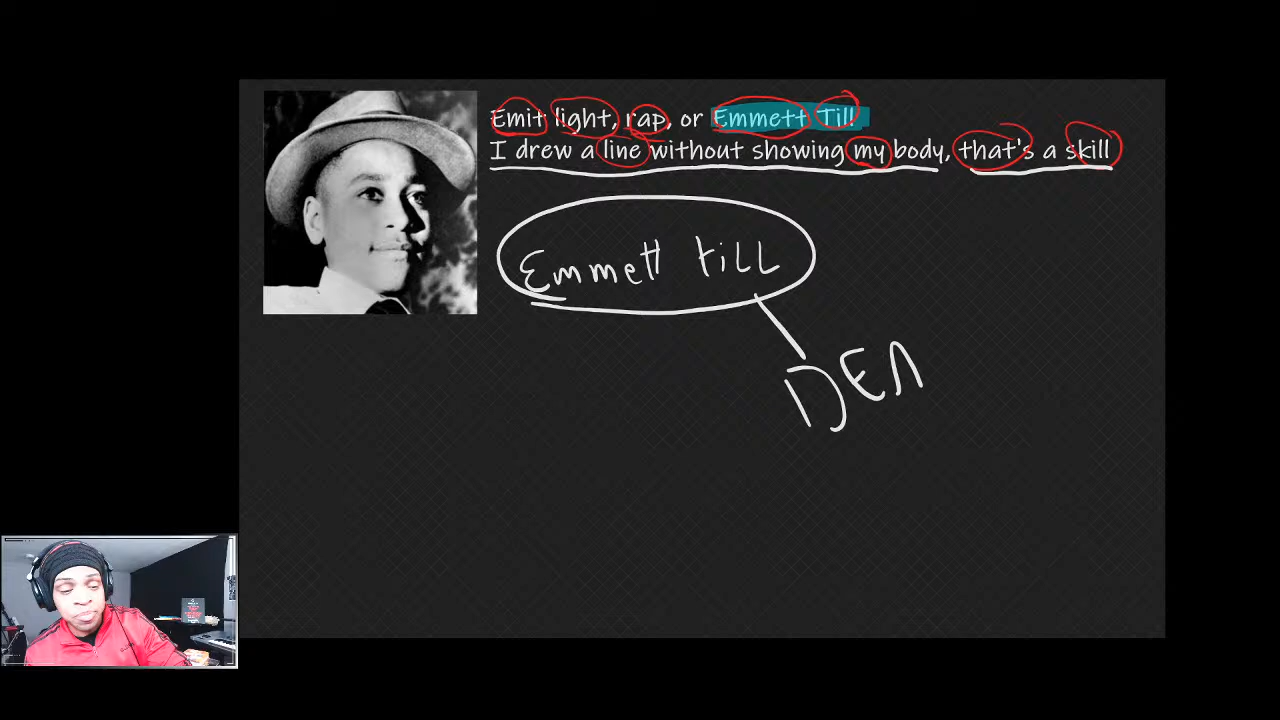 Emit light, rap, or Emmett Till
I drew a line without showing my body, that's a skill
Emmett till
DEA